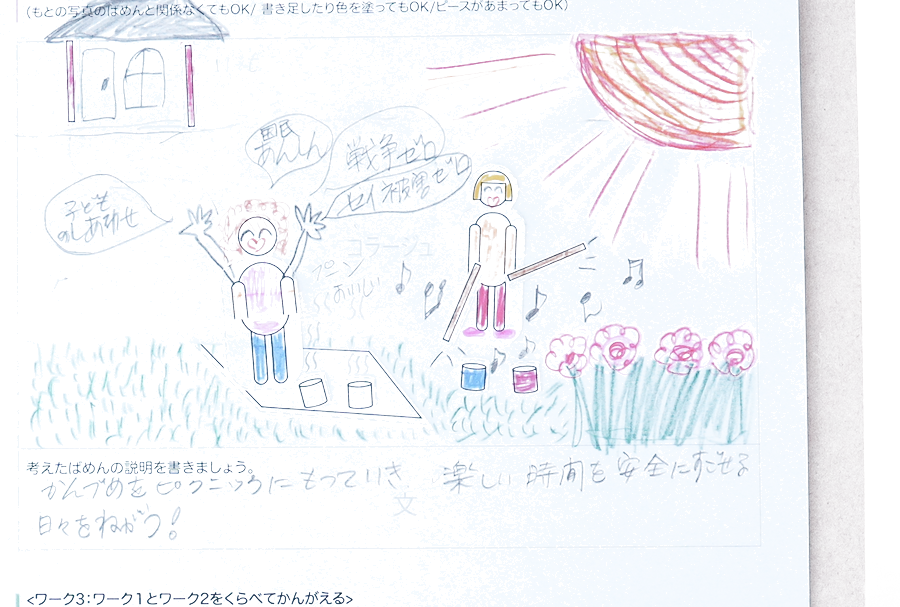 (もとの写真のばめんと関係なくてもOK/ 書き足したり色を塗ってもOK/ピースがあまってもOK)
国民
あんしん
戦争ゼロ
セイ被害ゼロ
子ども
のしあわせ
コラージュ
プーン
おいしい
考えたばめんの説明を書きましょう。
かんづめをピクニックにもっていき 楽しい時間を安全にすごせる
文
日々をねがう!
<ワーク3:ワーク1とワーク2をくらべてかんがえる>